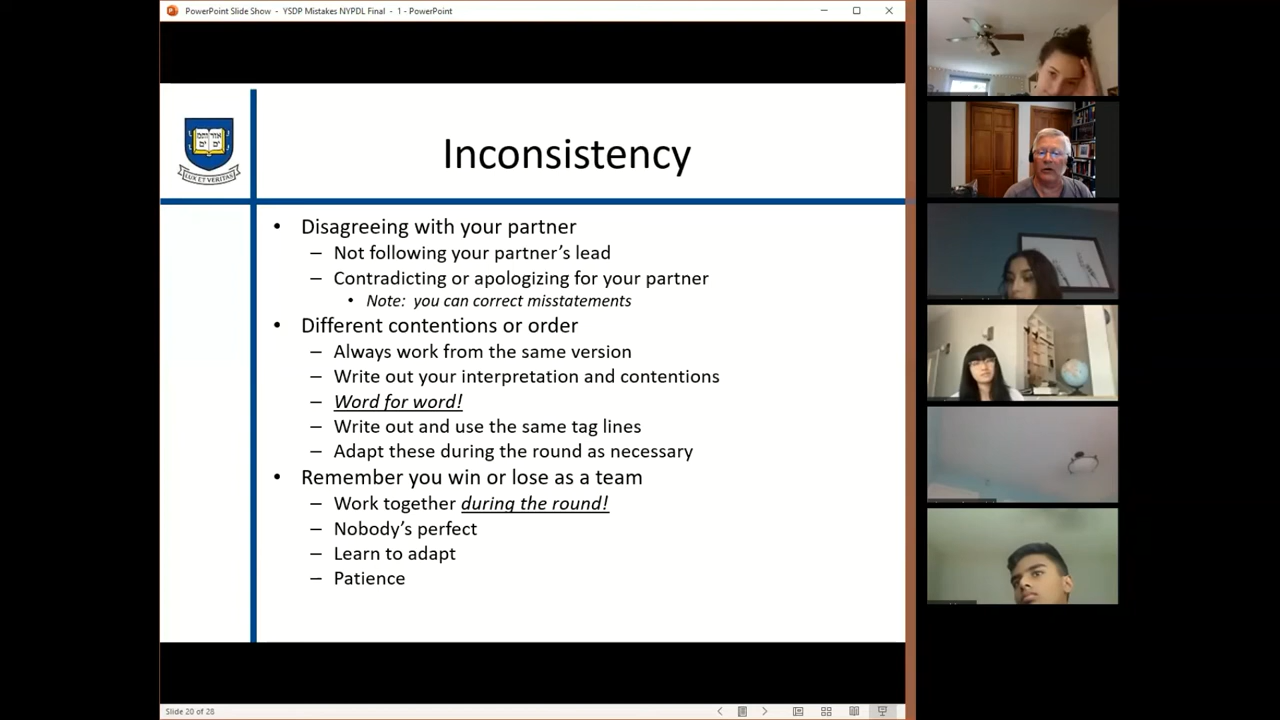 PowerPoint Slide Show - YSDP Mistakes NYPDL Final - 1 - PowerPoint
LUX ET VERITAS
Inconsistency
• Disagreeing with your partner
– Not following your partner's lead
– Contradicting or apologizing for your partner
• Note: you can correct misstatements
• Different contentions or order
– Always work from the same version
– Write out your interpretation and contentions
– Word for word!
– Write out and use the same tag lines
– Adapt these during the round as necessary
• Remember you win or lose as a team
– Work together during the round!
– Nobody's perfect
– Learn to adapt
– Patience
Slide 20 of 28